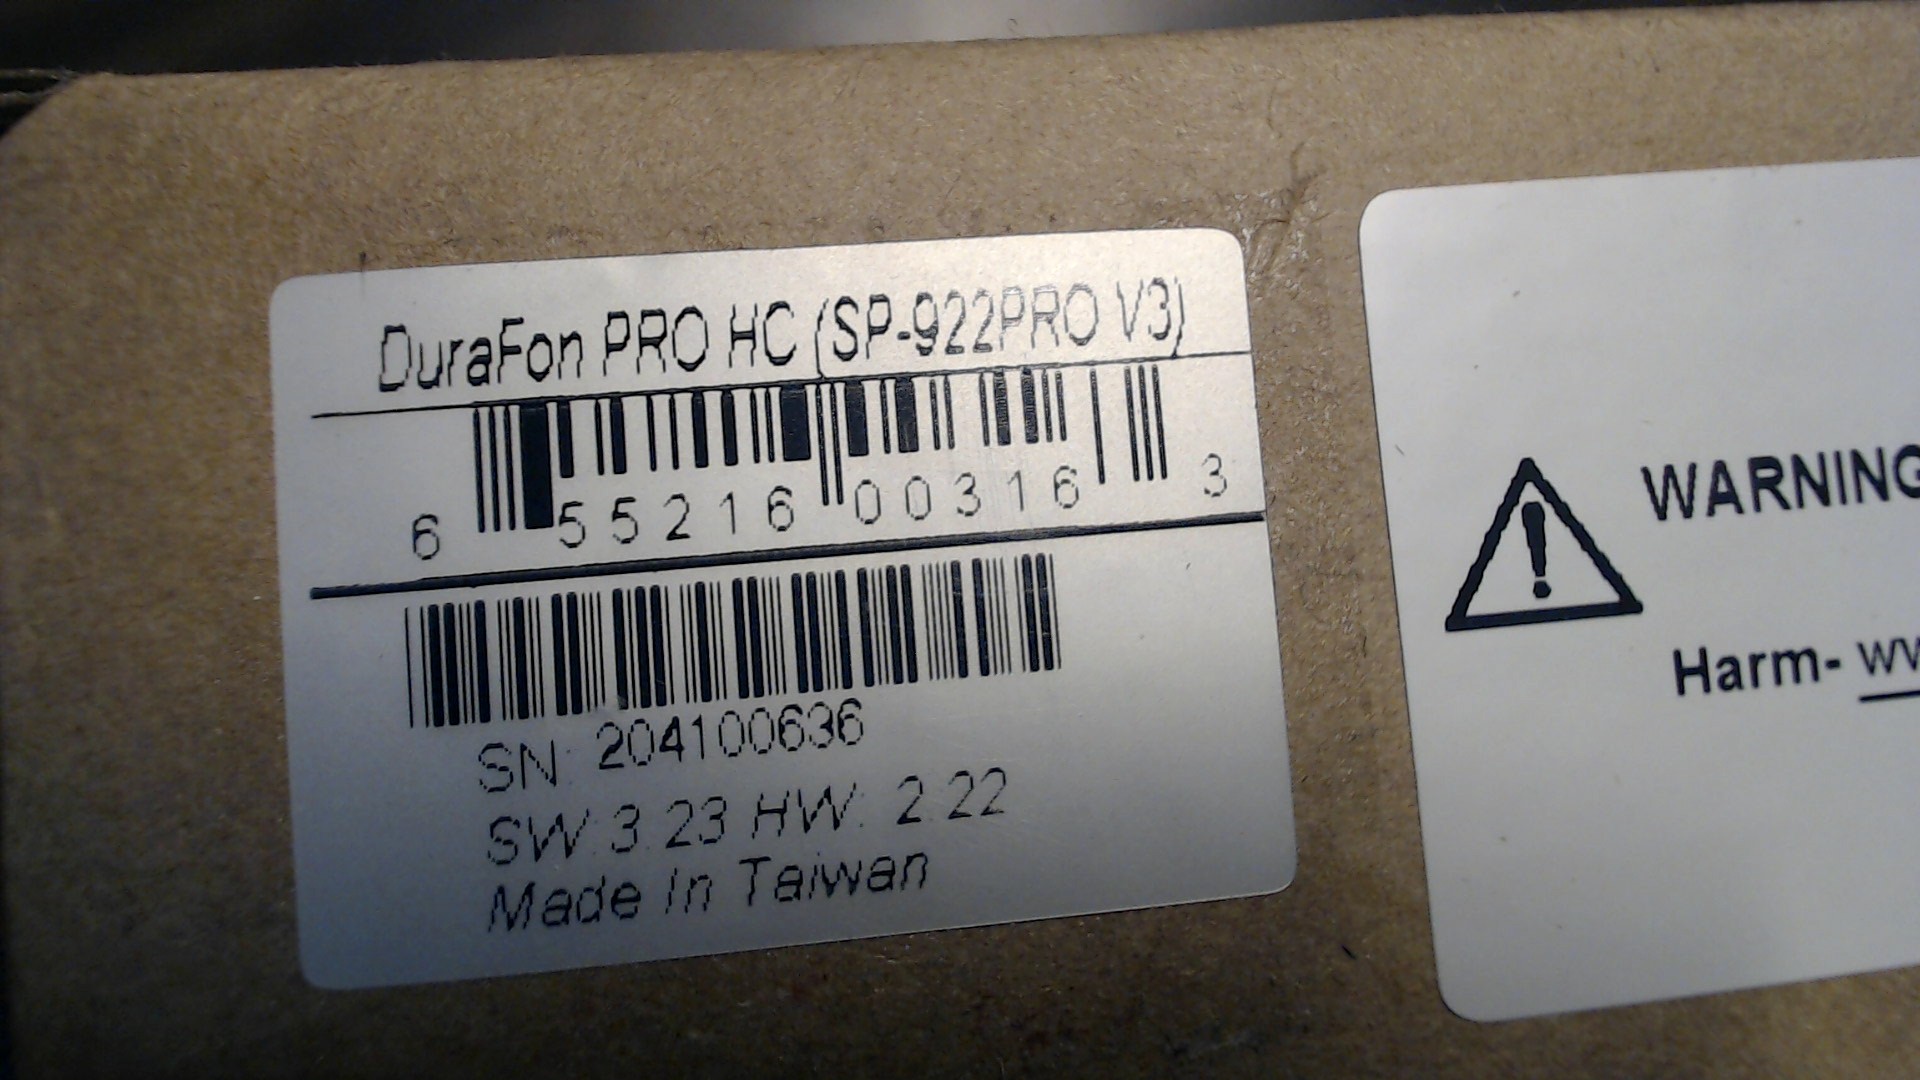 DuraFon PRO HC (SP-922PRO V3)
6 55216 00316 3
SN: 204100636
SW: 3.23 HW: 2.22
Made In Taiwan
WARNING
Harm-